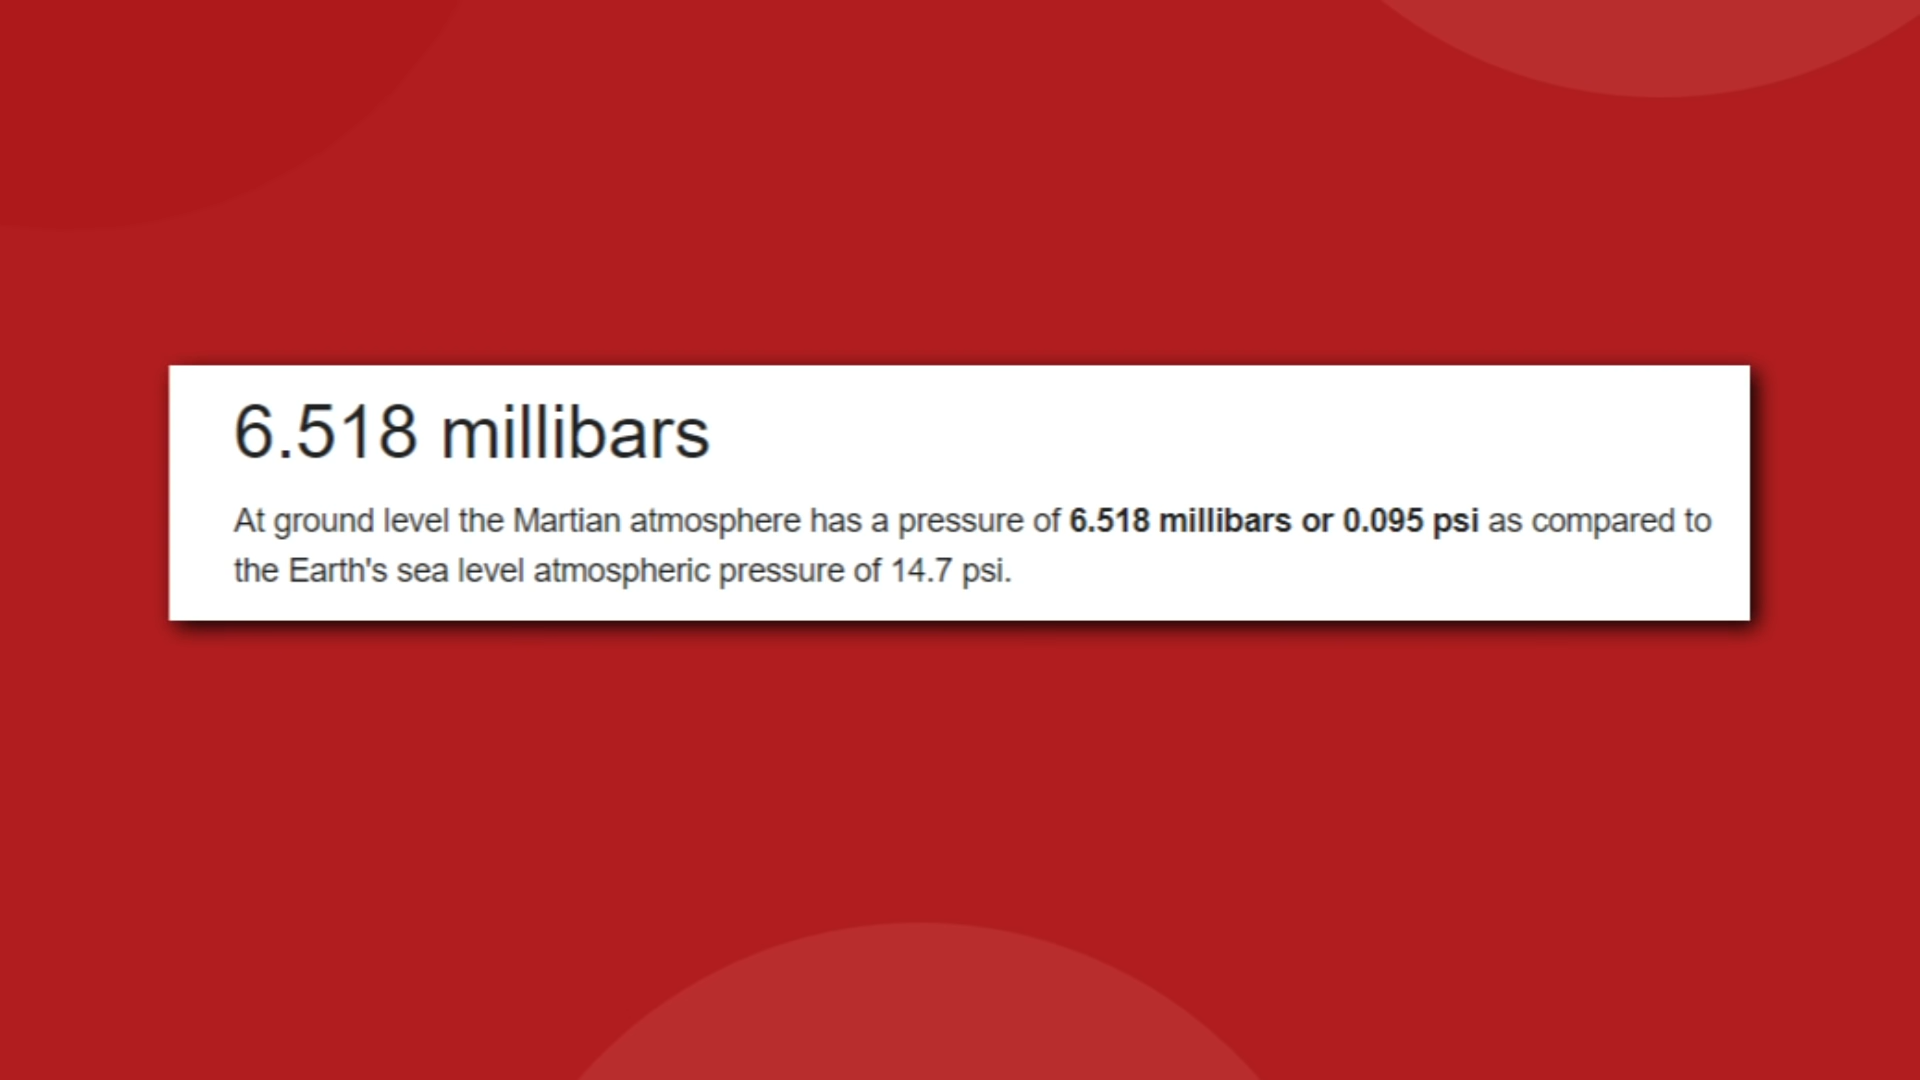 6.518 millibars
At ground level the Martian atmosphere has a pressure of 6.518 millibars or 0.095 psi as compared to
the Earth's sea level atmospheric pressure of 14.7 psi.